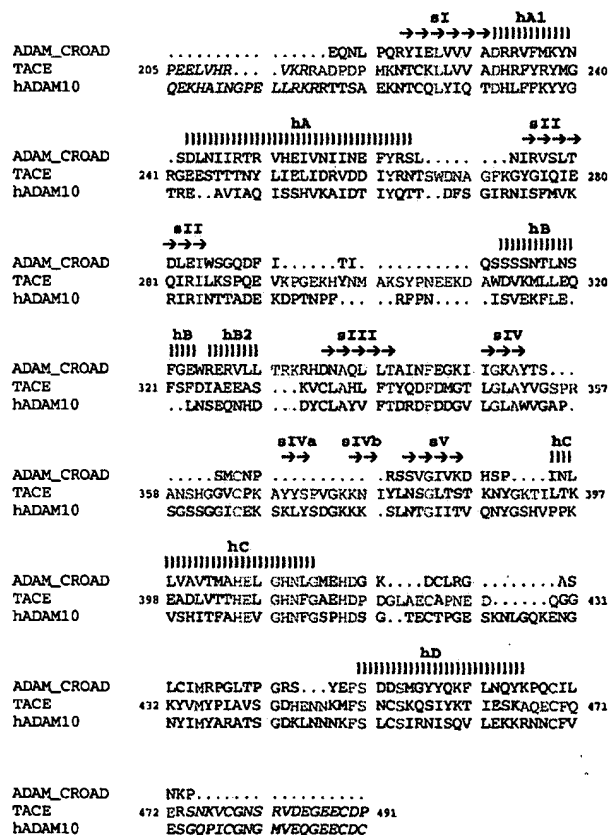 sI hA1
→→→→→→ )))))))))))
ADAM_CROAD ..........  ......EQNL PQRYIELVVV ADRRVFMKYN
TACE 205 PEELVHR... .VKRRADPDP MKNTCKLLVV ADHRFYRYMG 240
hADAM10 QEKHAINGPE LLRKRRTTSA EKNTCQLYIQ TDHLFFKYYG
hA sII
)))))))))))))))))))))))))))))))) →→→→
ADAM_CROAD .SDLNIIRTR VHEIVNIINE FYRSL..... ...NIRVSLT
TACE 241 RGEESTTTNY LIELIDRVDD IYRNTSWDNA GFKGYGIQIE 280
hADAM10 TRE..AVIAQ ISSHVKAIDT IYQTT..DFS GIRNISFMVK
sII hB
→→→ )))))))))))
ADAM_CROAD DLEIWSGQDF I......TI. .......... QSSSSNTLNS
TACE 281 QIRILKSPQE VKPGEKHYNM AKSYPNEEKD AWDVKMLLEQ 320
hADAM10 RIRINTTADE KDPTNPF... .RFPN..... ISVEKFLE..
hB hB2 sIII sIV
))))) ))))))) →→→→→ →→→
ADAM_CROAD FGEWRERVLL TRKRHDNAQL LTAINFEGKI IGKAYTS...
TACE 321 FSFDIAEEAS ...KVCLAHL FTYQDFDMGT LGLAYVGSPR 357
hADAM10 ..LNSEQNHD ...DYCLAYV FTDRDFDDGV LGLAWVGAP.
sIVa sIVb sV hC
→→ →→ →→→→ ))))
ADAM_CROAD .....SMCNP .......... .RSSVGIVKD HSP....INL
TACE 358 ANSHGGVCPK AYYSPVGKKN IYLNSGLTST KNYGKTILTK 397
hADAM10 SGSSGGICEK SKLYSDGKKK .SLNTGIITV QNYGSHVPPK
hC
)))))))))))))))))))))
ADAM_CROAD LVAVTMAHEL GHNLGMEHDG K....DCLRG ........AS
TACE 398 EADLVTTHEL GHNFGAEHDP DGLAECAPNE D......QGG 431
hADAM10 VSHITFAHEV GHNFGSPHDS G..TECTPGE SKNLGQKENG
hD
))))))))))))))))))))))))
ADAM_CROAD LCIMRPGLTP GRS...YEFS DDSMGYYQKF LNQYKPQCIL
TACE 432 KYVMYPIAVS GDHENNKMFS NCSKQSIYKT IESKAQECFQ 471
hADAM10 NYIMYARATS GDKLNNNKFS LCSIRNISQV LEKKRNNCFV
ADAM_CROAD NKP....... ..........
TACE 472 ERSNKVCGNS RVDEGEECDP 491
hADAM10 ESGQPICGNG MVEQGEECDC